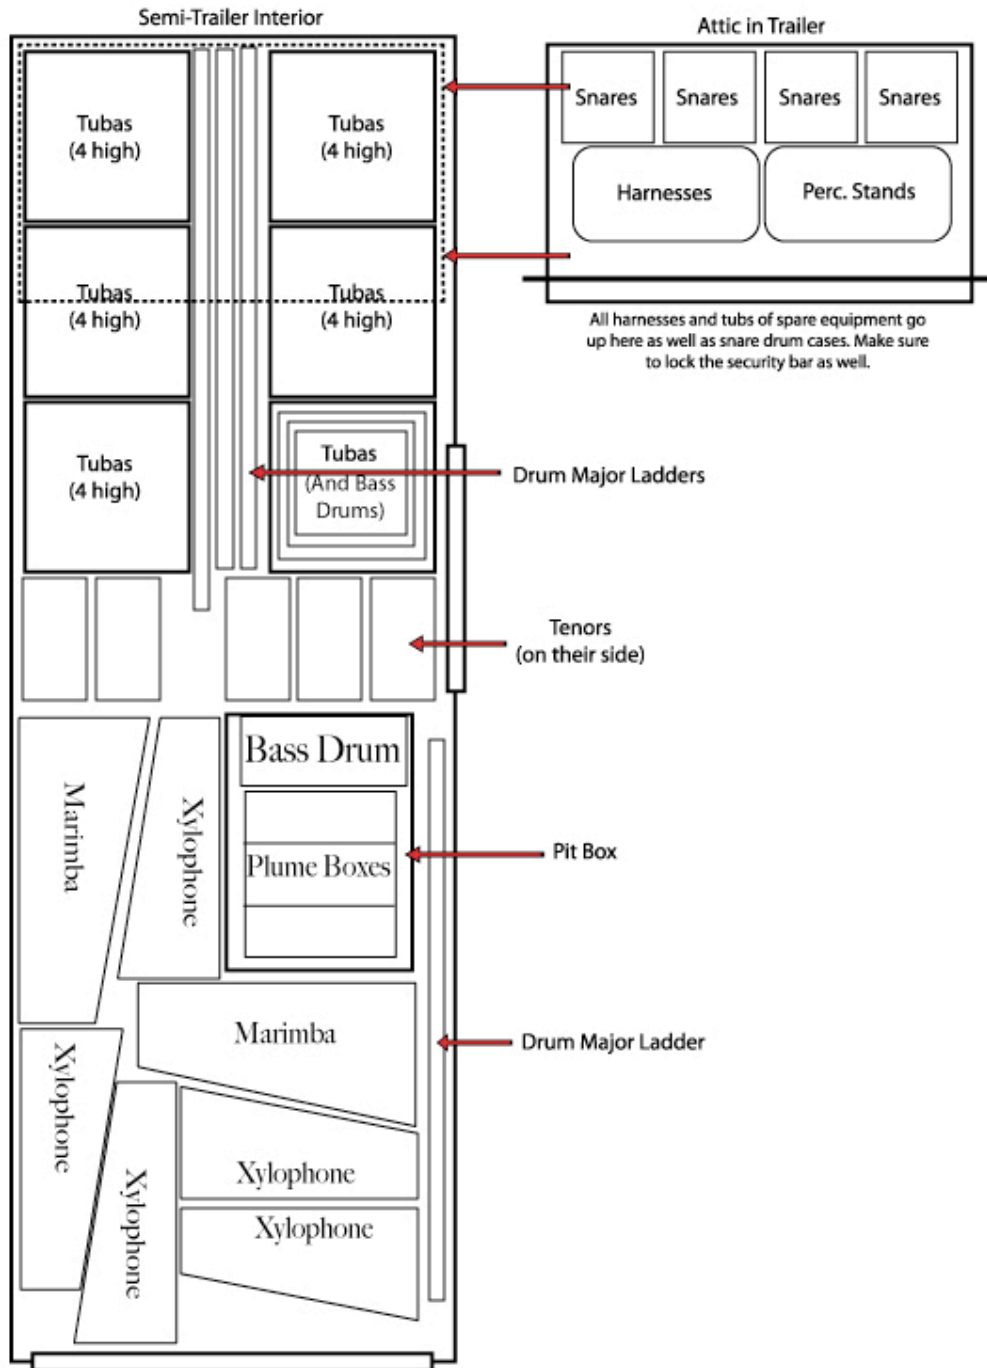 Semi-Trailer Interior
Attic in Trailer
Tubas
(4 high)
Tubas
(4 high)
Snares
Snares
Snares
Snares
Harnesses
Perc. Stands
Tubas
(4 high)
Tubas
(4 high)
All harnesses and tubs of spare equipment go
up here as well as snare drum cases. Make sure
to lock the security bar as well.
Tubas
(4 high)
Tubas
(And Bass
Drums)
Drum Major Ladders
Tenors
(on their side)
Marimba
Xylophone
Bass Drum
Plume Boxes
Pit Box
Marimba
Drum Major Ladder
Xylophone
Xylophone
Xylophone
Xylophone